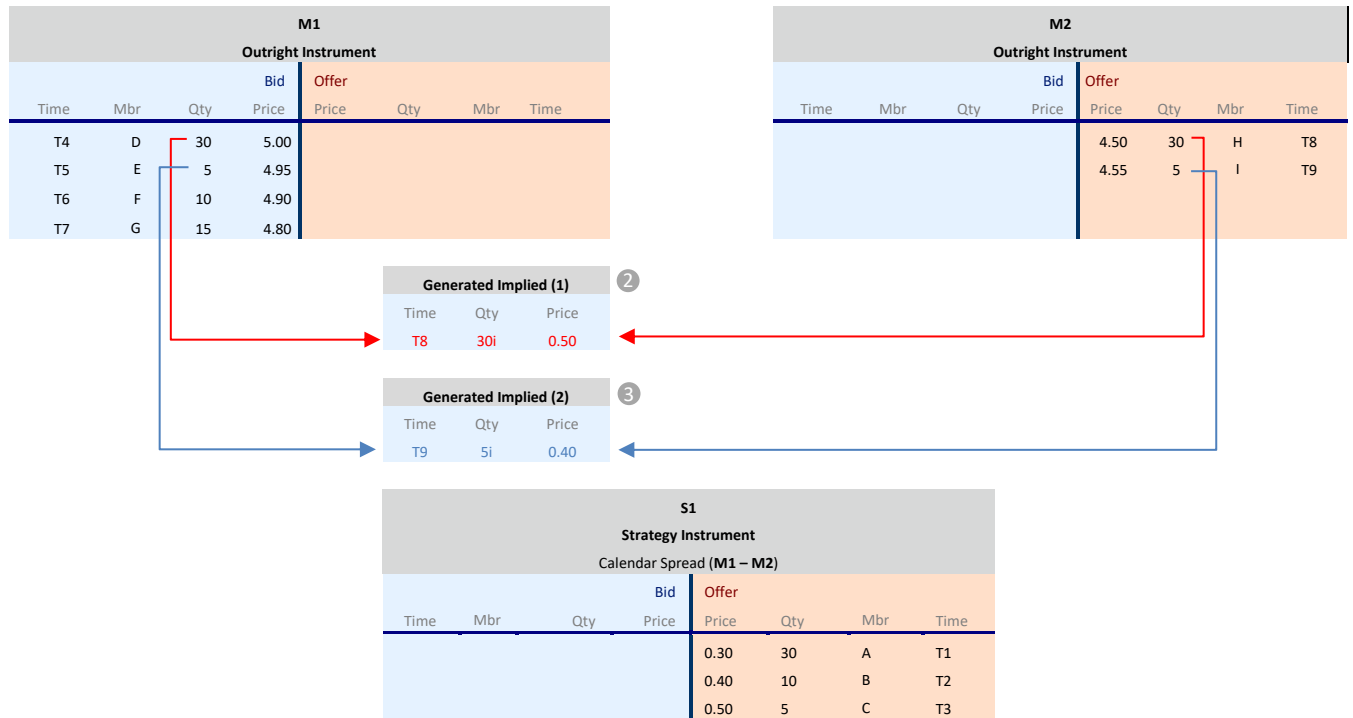 M1
Outright Instrument
Bid Offer
Time Mbr Qty Price Price Qty Mbr Time
T4 D 30 5.00
T5 E 5 4.95
T6 F 10 4.90
T7 G 15 4.80
M2
Outright Instrument
Bid Offer
Time Mbr Qty Price Price Qty Mbr Time
4.50 30 H T8
4.55 5 I T9
Generated Implied (1) 2
Time Qty Price
T8 30i 0.50
Generated Implied (2) 3
Time Qty Price
T9 5i 0.40
S1
Strategy Instrument
Calendar Spread (M1 – M2)
Bid Offer
Time Mbr Qty Price Price Qty Mbr Time
0.30 30 A T1
0.40 10 B T2
0.50 5 C T3